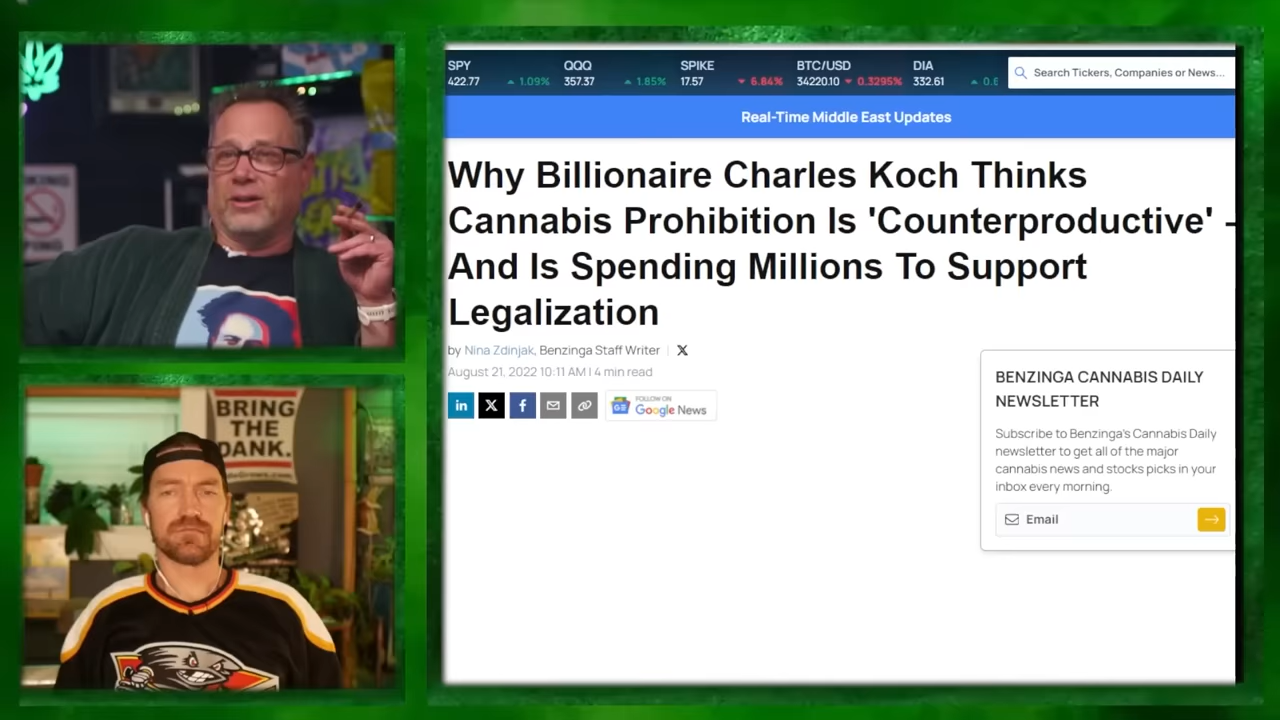 SPY
422.77
1.09%
QQQ
357.37
1.85%
SPIKE
17.57
6.84%
BTC/USD
34220.10
0.3295%
DIA
332.61
0.6
Search Tickers, Companies or News...
Real-Time Middle East Updates
Why Billionaire Charles Koch Thinks
Cannabis Prohibition Is 'Counterproductive' -
And Is Spending Millions To Support
Legalization
by Nina Zdinjak, Benzinga Staff Writer
August 21, 2022 10:11 AM | 4 min read
FOLLOW ON
Google News
BENZINGA CANNABIS DAILY
NEWSLETTER
Subscribe to Benzinga's Cannabis Daily
newsletter to get all of the major
cannabis news and stocks picks in your
inbox every morning.
Email
BRING
THE
DANK.